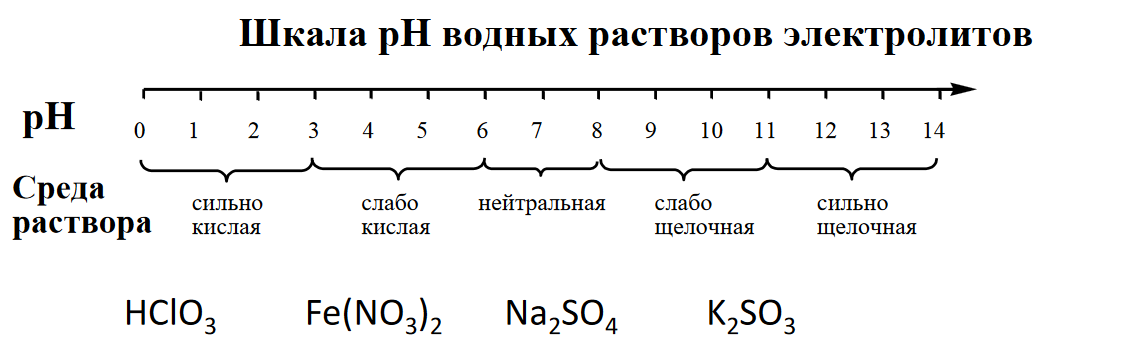 Шкала pH водных растворов электролитов
pH
0 1 2 3 4 5 6 7 8 9 10 11 12 13 14
Среда
раствора
сильно
кислая
слабо
кислая
нейтральная
слабо
щелочная
сильно
щелочная
HClO₃ Fe(NO₃)₂ Na₂SO₄ K₂SO₃